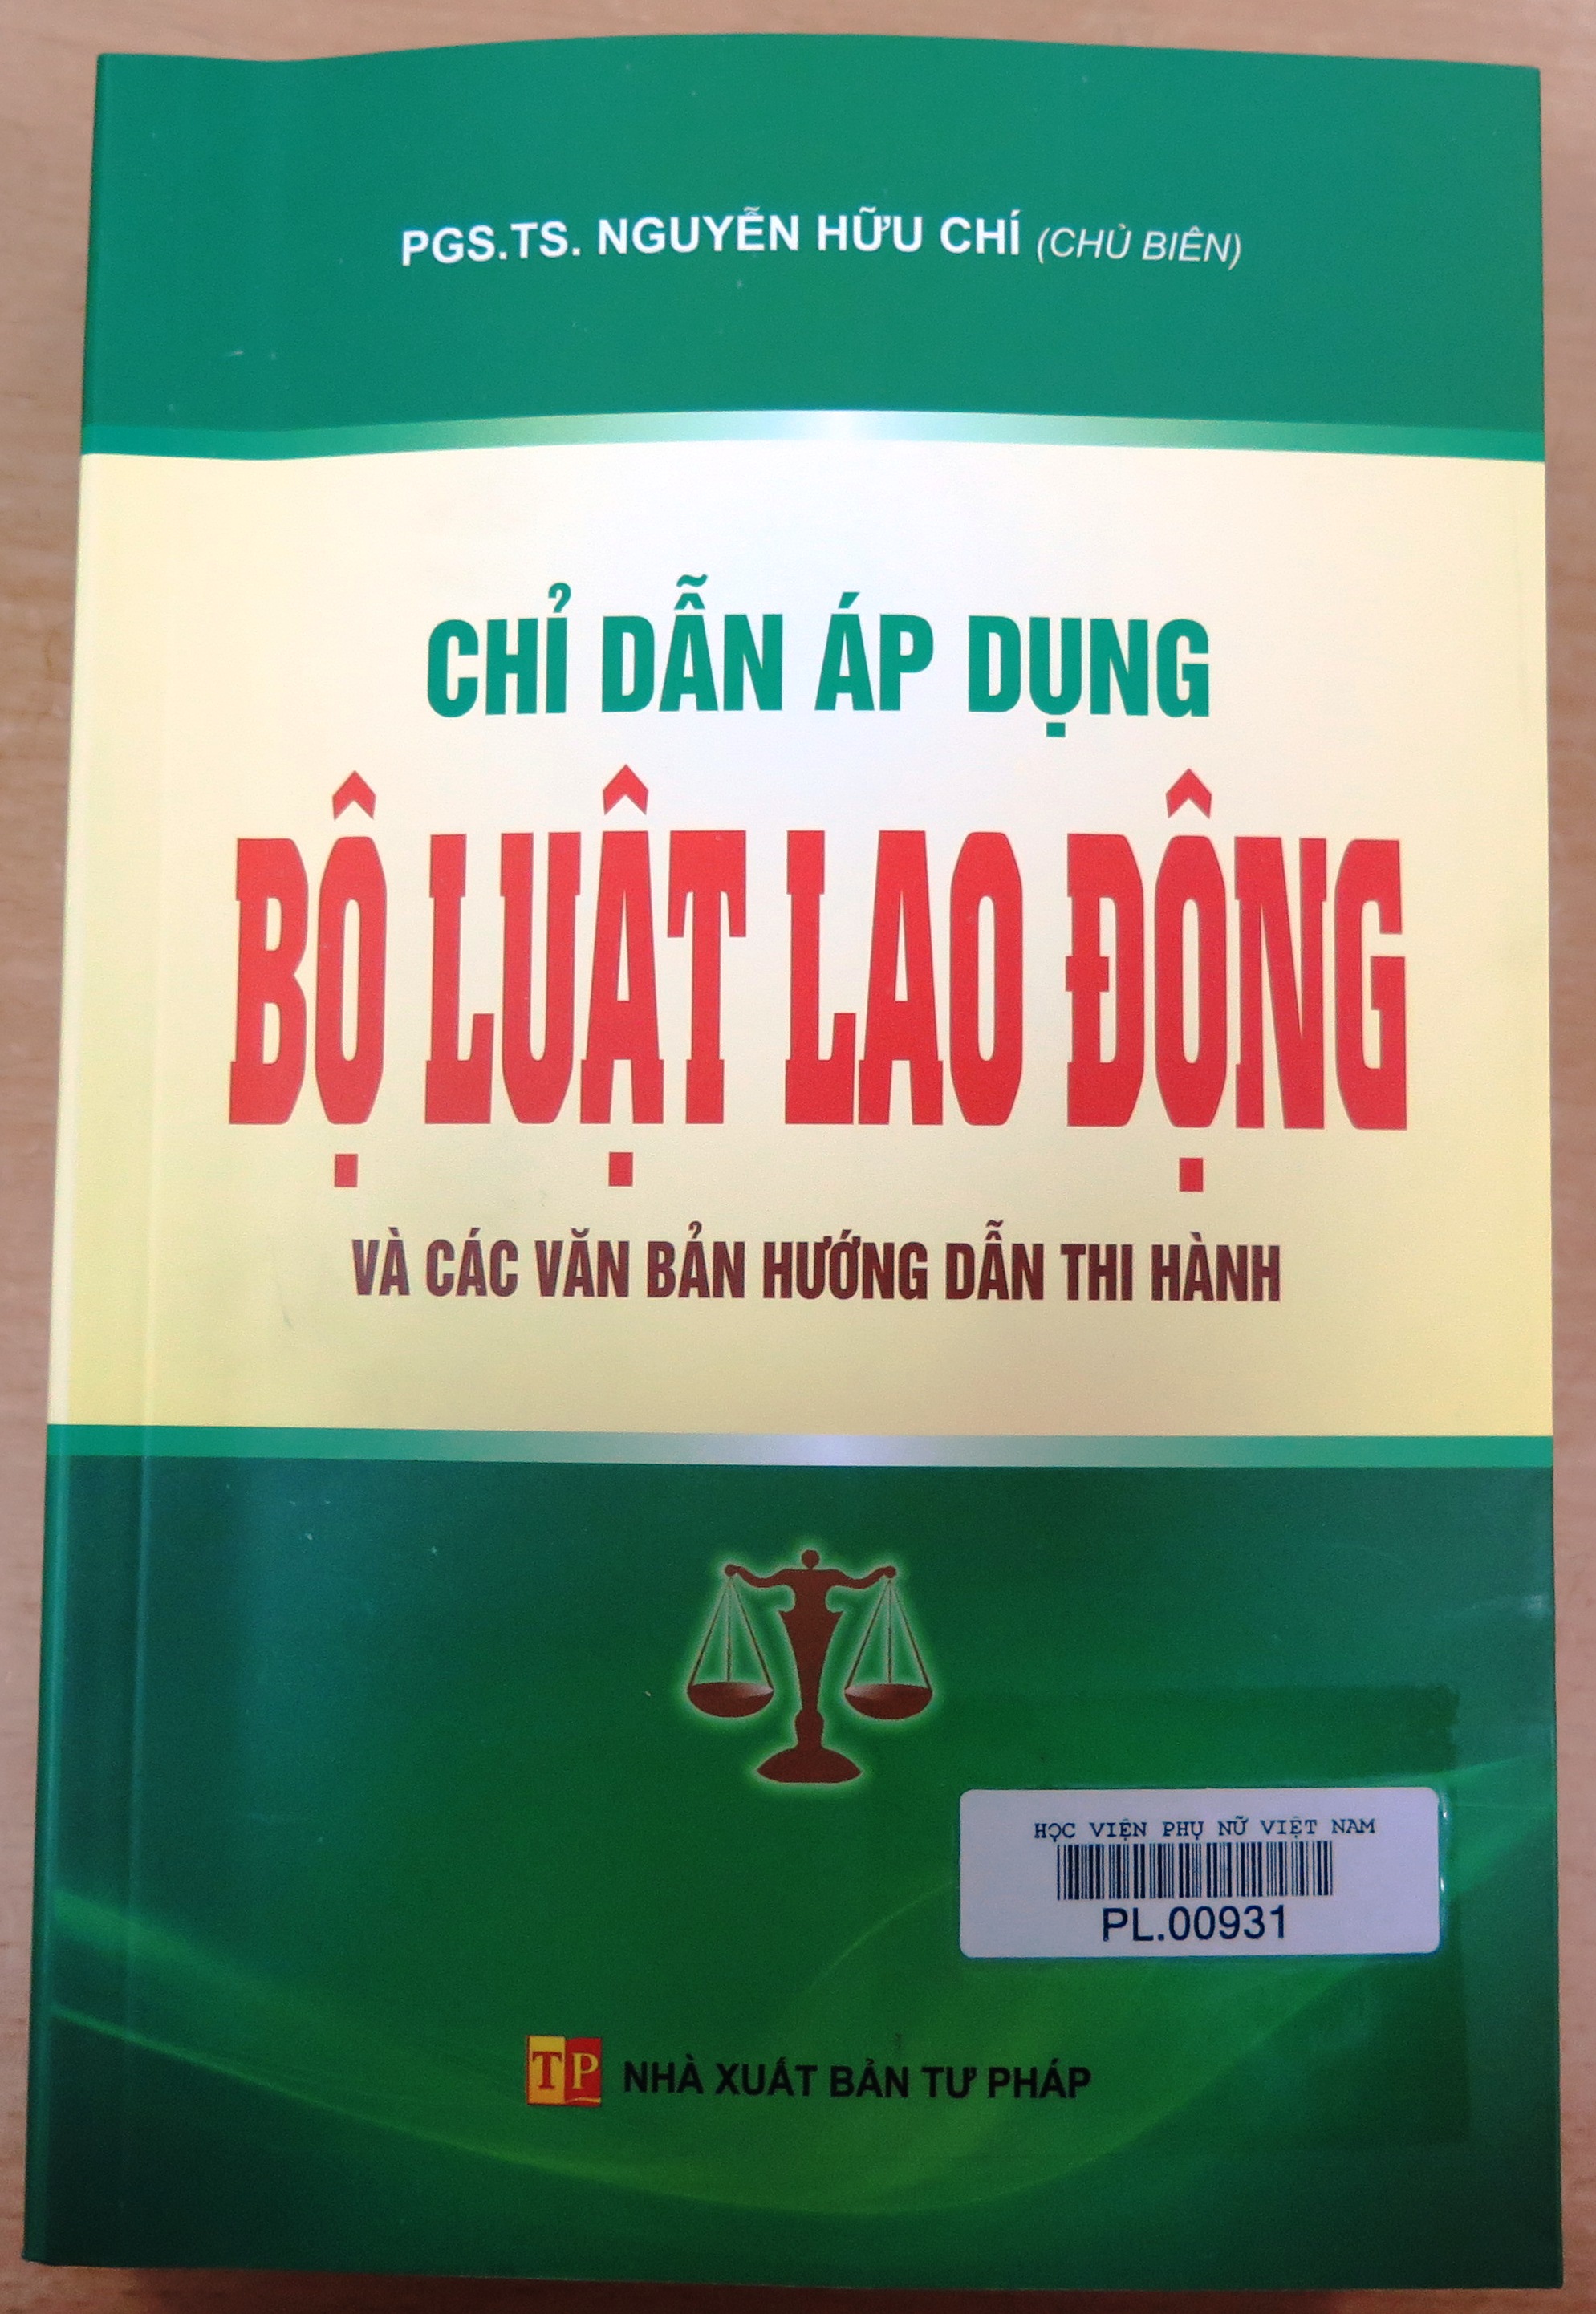 PGS.TS. NGUYỄN HỮU CHÍ (CHỦ BIÊN)
CHỈ DẪN ÁP DỤNG
BỘ LUẬT LAO ĐỘNG
VÀ CÁC VĂN BẢN HƯỚNG DẪN THI HÀNH
HỌC VIỆN PHỤ NỮ VIỆT NAM
PL.00931
TP NHÀ XUẤT BẢN TƯ PHÁP